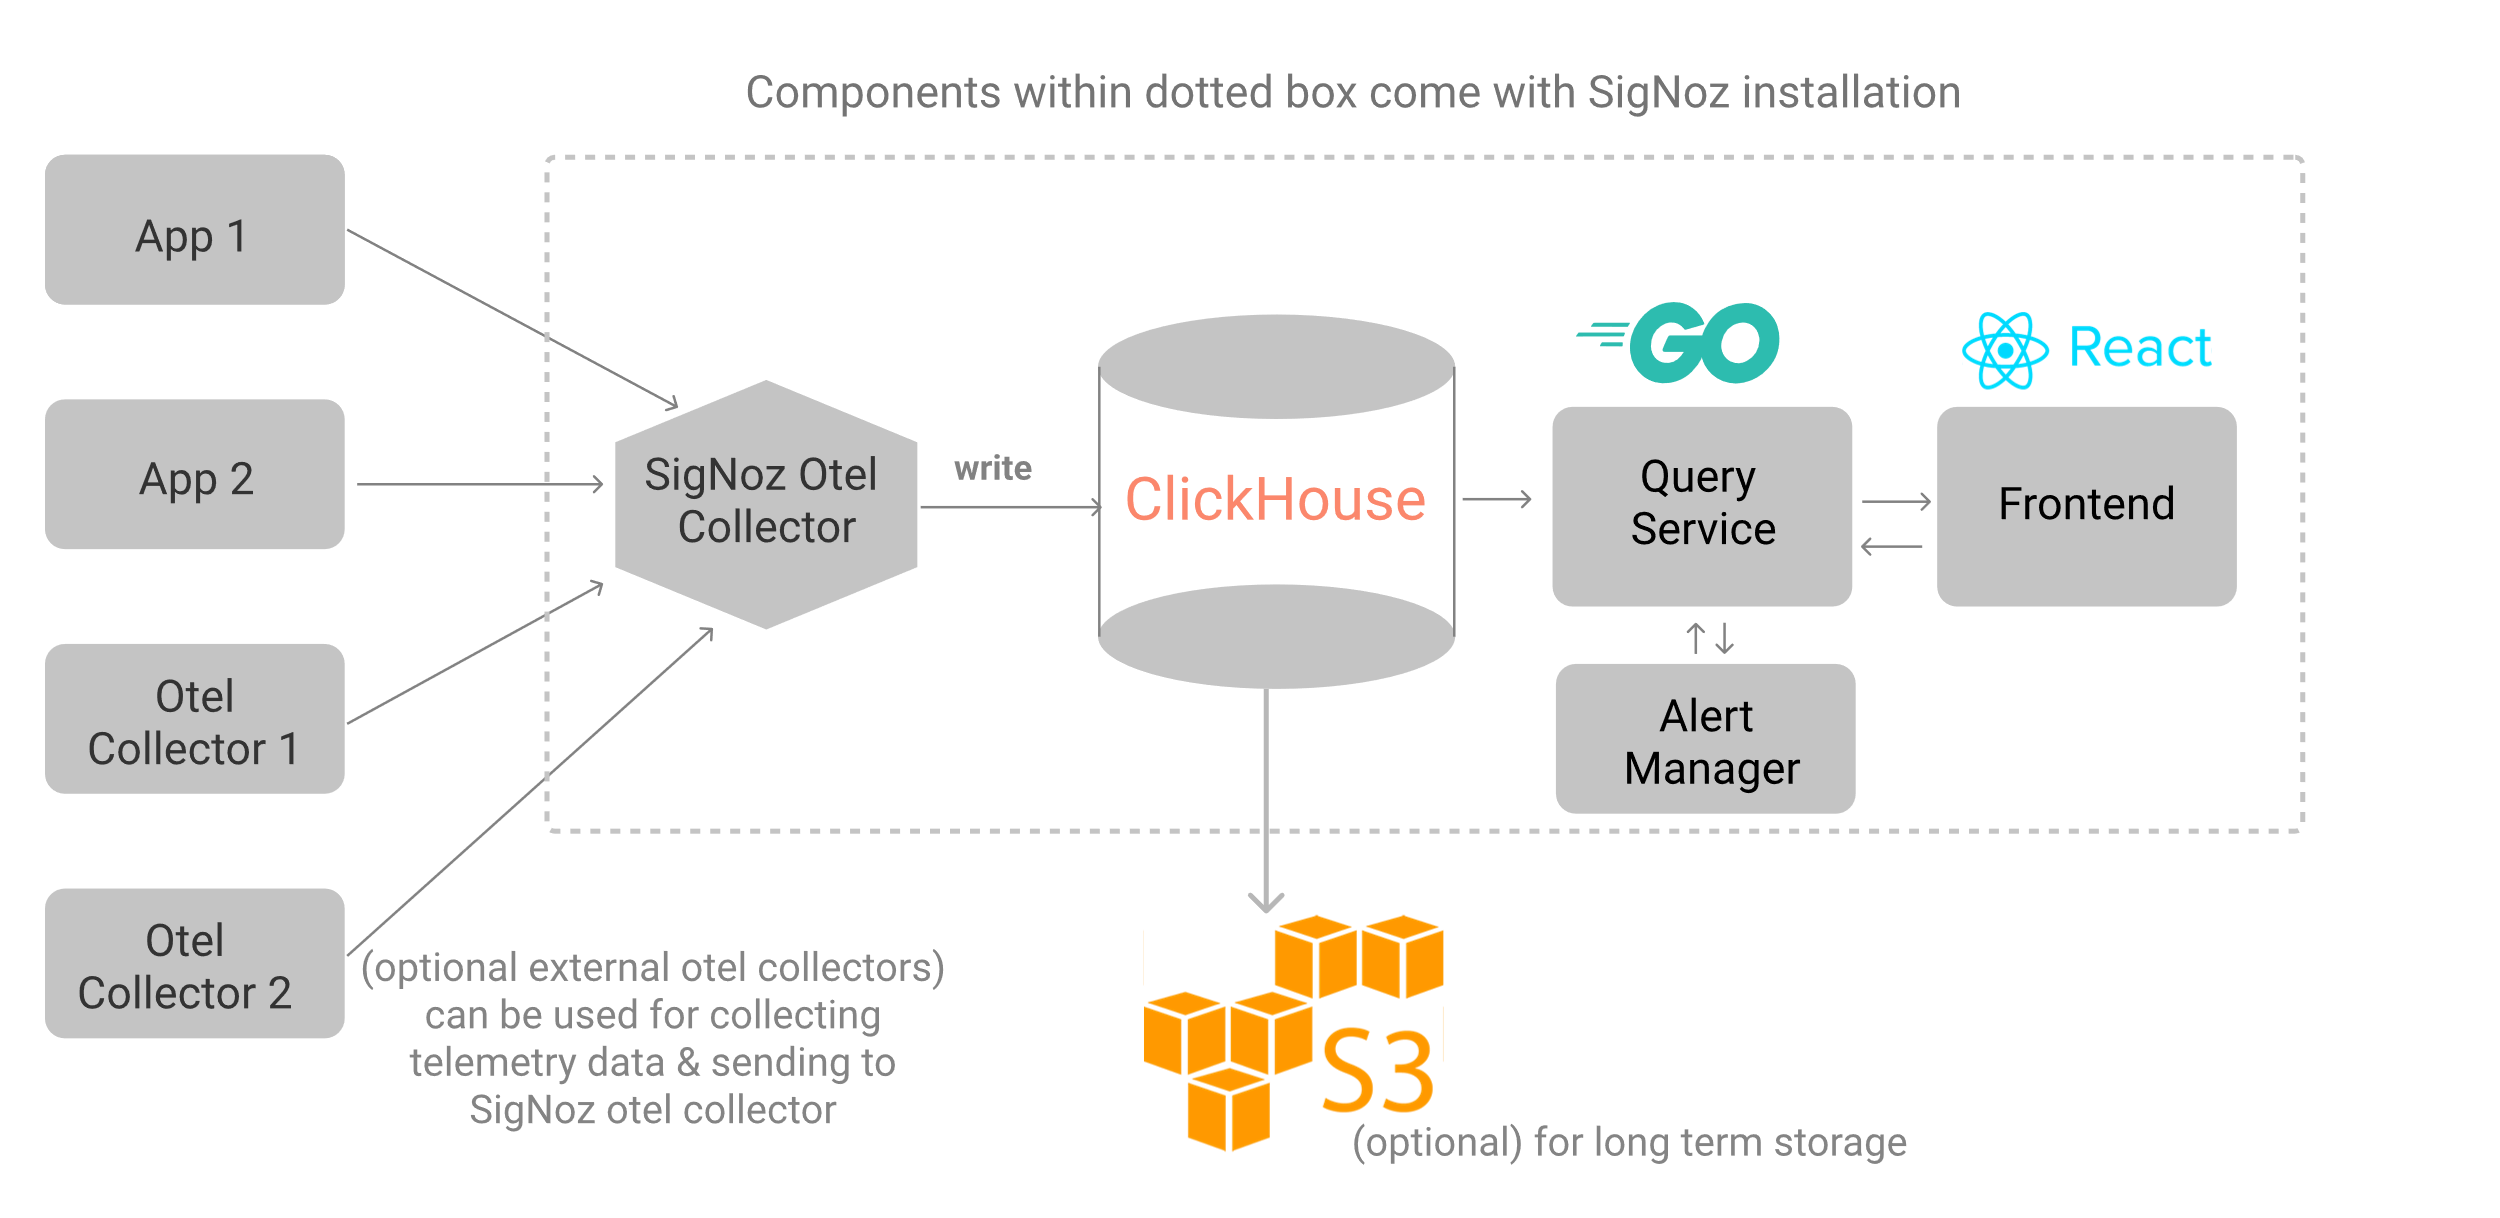 Components within dotted box come with SigNoz installation
App 1
App 2
Otel
Collector 1
Otel
Collector 2
SigNoz Otel
Collector
write
ClickHouse
GO
Query
Service
React
Frontend
Alert
Manager
(optional external otel collectors)
can be used for collecting
telemetry data & sending to
SigNoz otel collector
S3
(optional) for long term storage